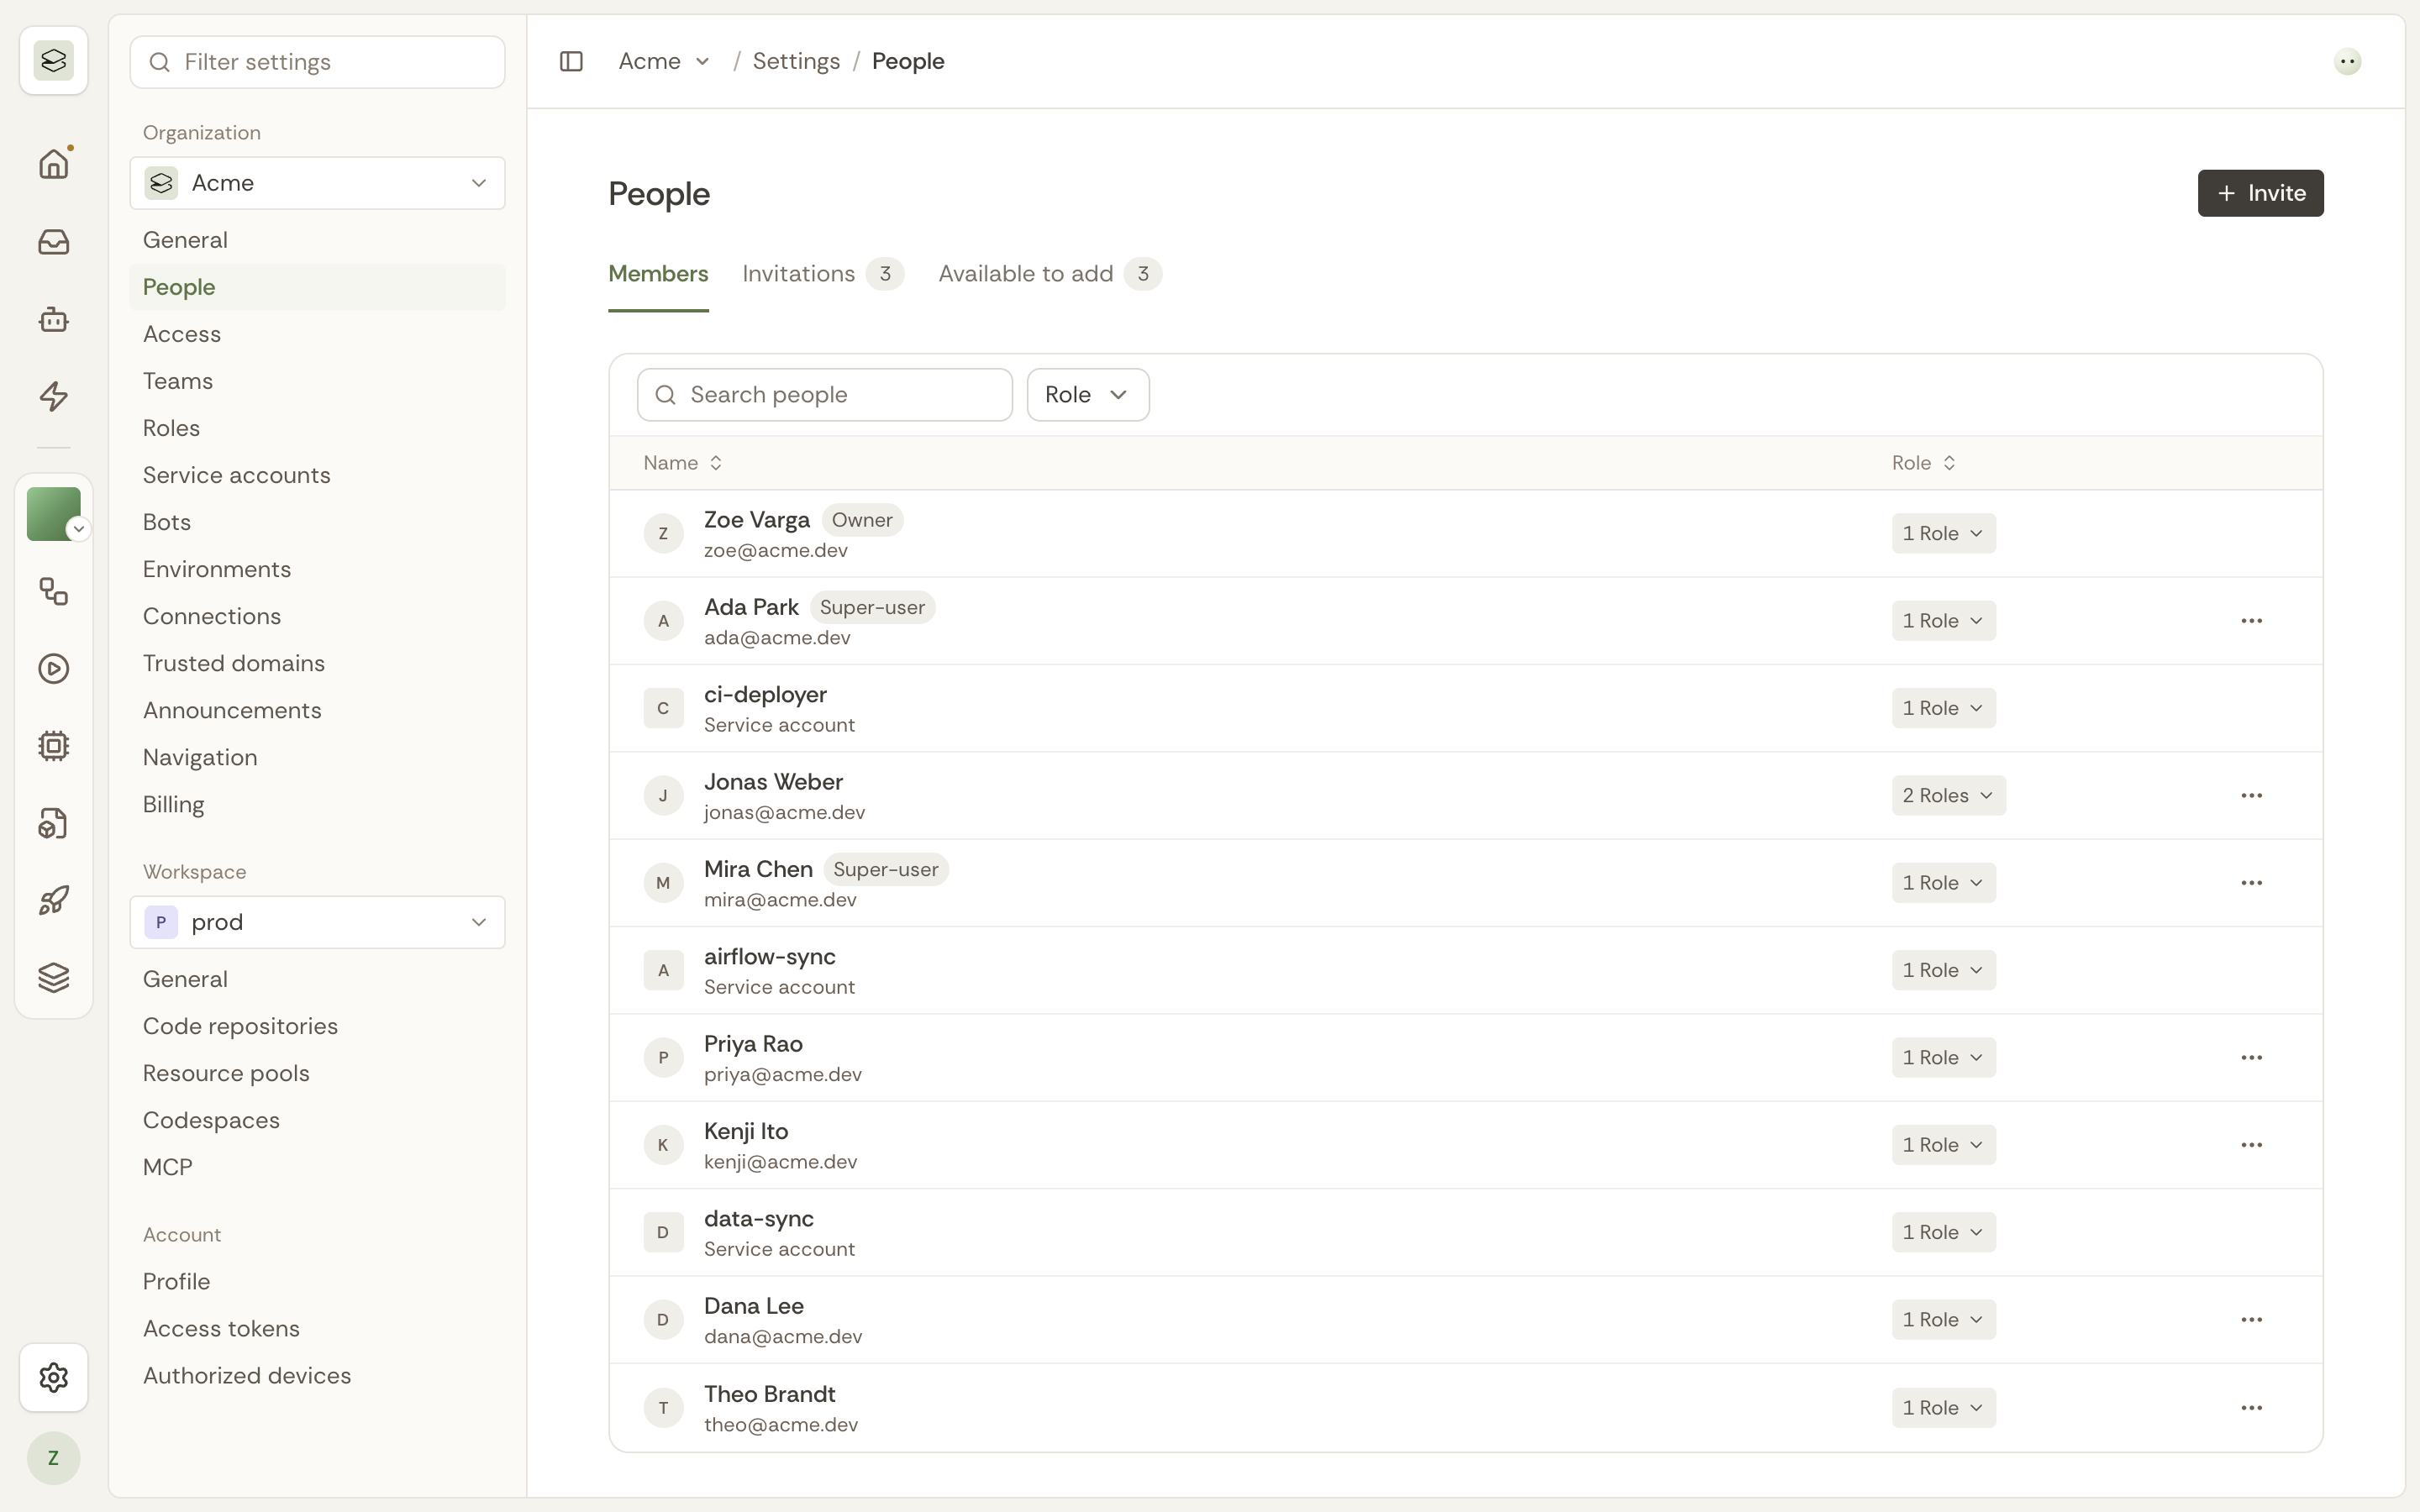 Filter settings
Organization
Acme
General
People
Access
Teams
Roles
Service accounts
Bots
Environments
Connections
Trusted domains
Announcements
Navigation
Billing
Workspace
P prod
General
Code repositories
Resource pools
Codespaces
MCP
Account
Profile
Access tokens
Authorized devices
Z
Acme / Settings / People
People
Invite
Members Invitations 3 Available to add 3
Search people Role
Name Role
Z Zoe Varga Owner 1 Role
zoe@acme.dev
A Ada Park Super-user 1 Role
ada@acme.dev
C ci-deployer 1 Role
Service account
J Jonas Weber 2 Roles
jonas@acme.dev
M Mira Chen Super-user 1 Role
mira@acme.dev
A airflow-sync 1 Role
Service account
P Priya Rao 1 Role
priya@acme.dev
K Kenji Ito 1 Role
kenji@acme.dev
D data-sync 1 Role
Service account
D Dana Lee 1 Role
dana@acme.dev
T Theo Brandt 1 Role
theo@acme.dev